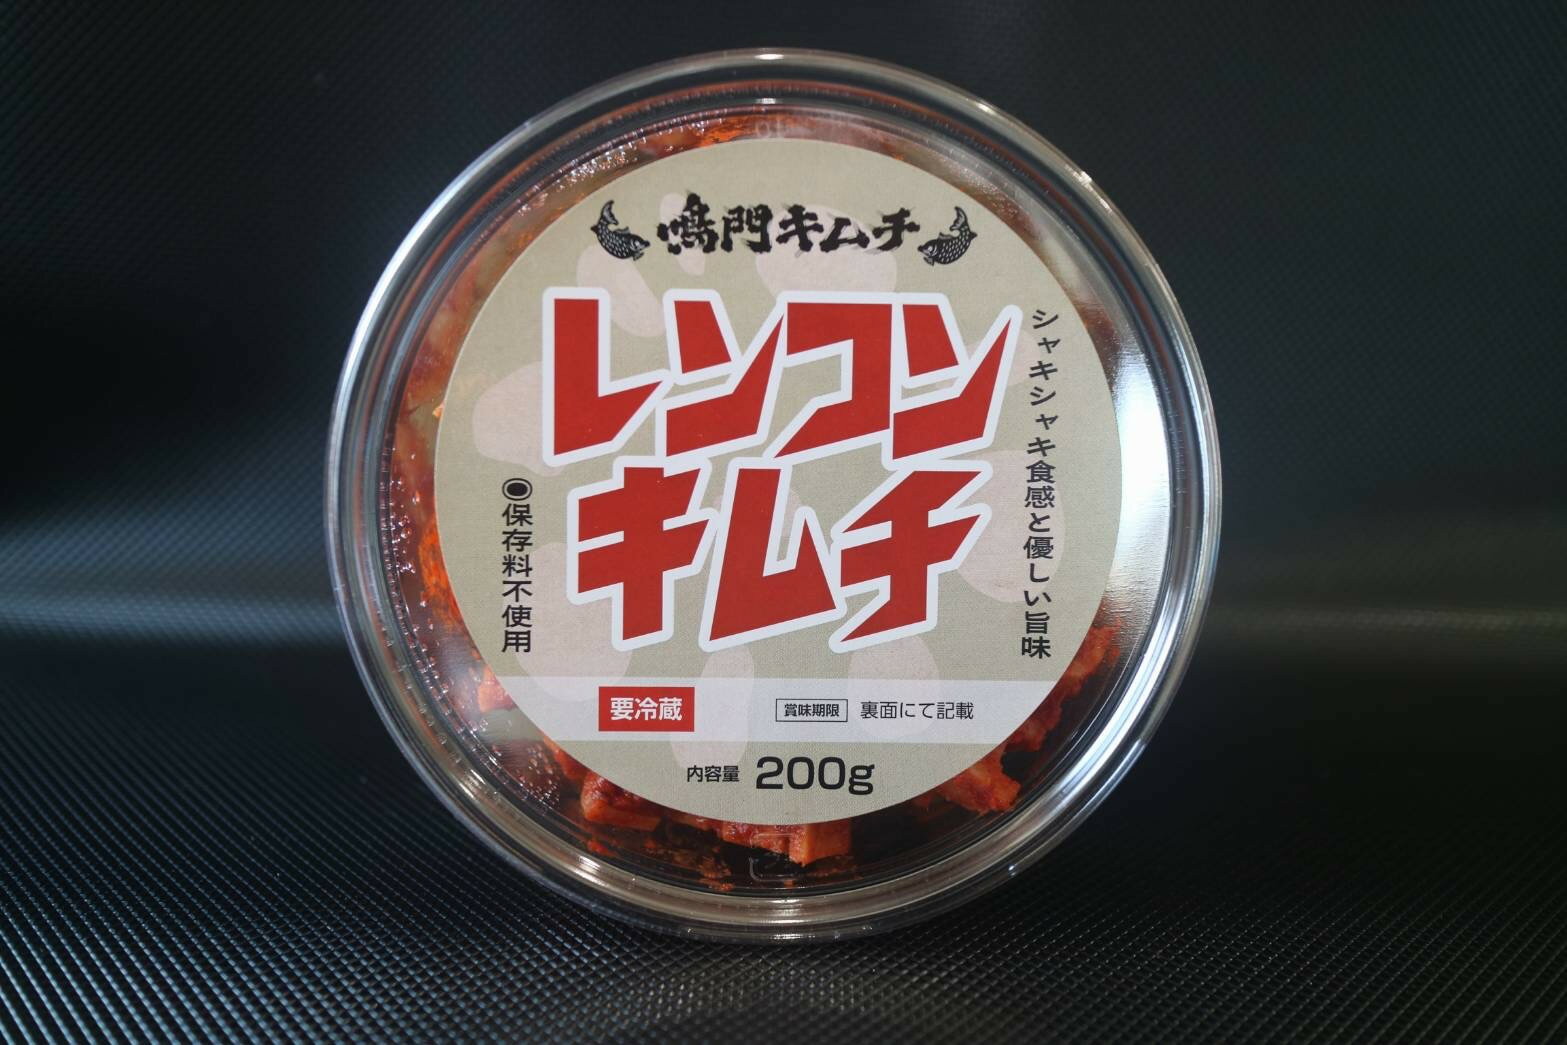 鳴門キムチ
レンコン
キムチ
シャキシャキ食感と優しい旨味
◉保存料不使用
要冷蔵
賞味期限 裏面にて記載
内容量 200g